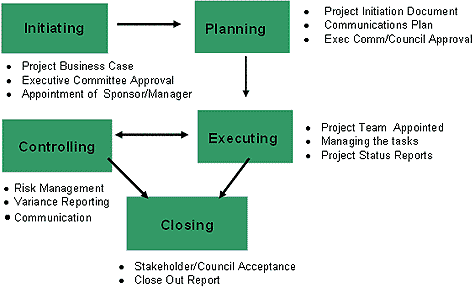 Initiating
• Project Business Case
• Executive Committee Approval
• Appointment of Sponsor/Manager
Planning
• Project Initiation Document
• Communications Plan
• Exec Comm/Council Approval
Executing
• Project Team Appointed
• Managing the tasks
• Project Status Reports
Controlling
• Risk Management
• Variance Reporting
• Communication
Closing
• Stakeholder/Council Acceptance
• Close Out Report